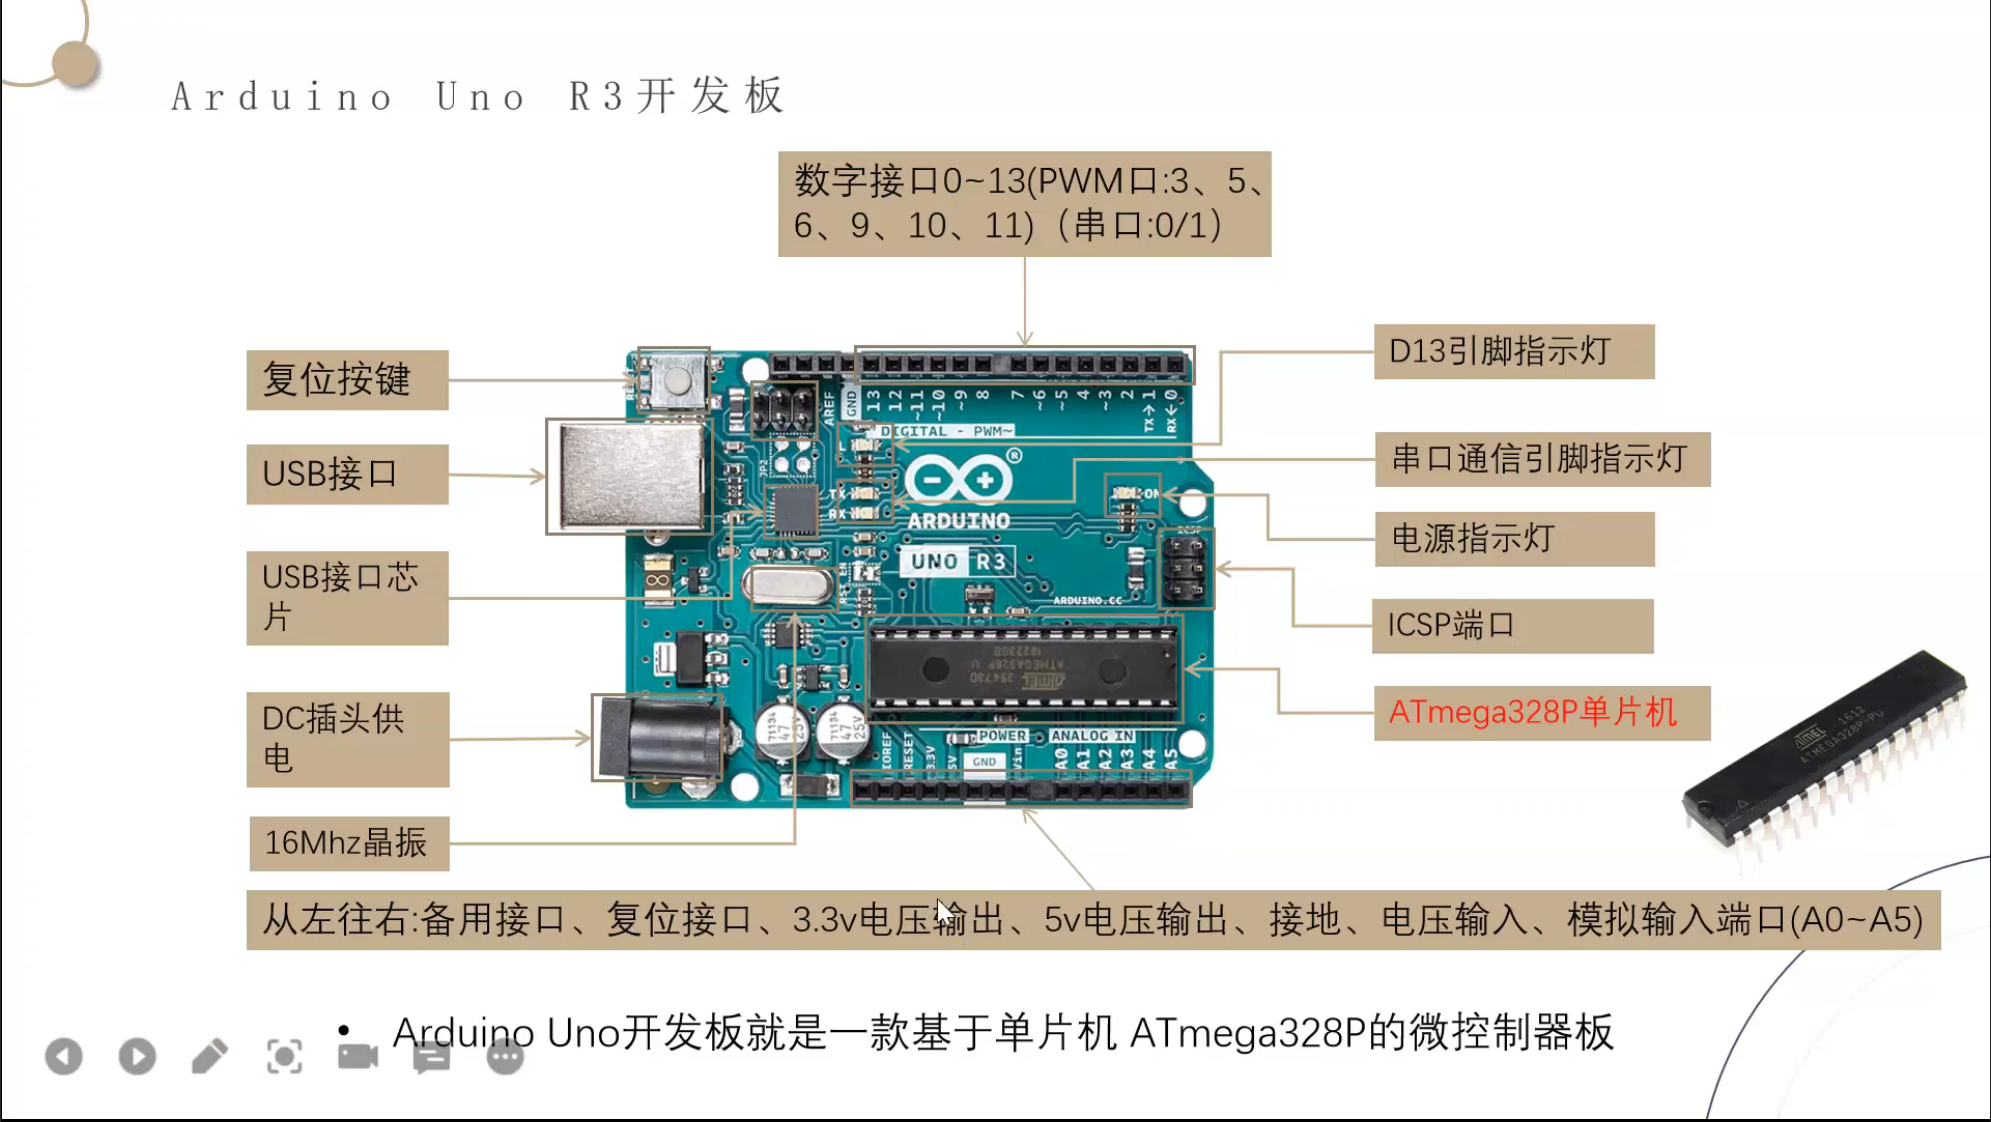 Arduino Uno R3开发板
数字接口0~13(PWM口:3、5、
6、9、10、11)（串口:0/1）
复位按键
USB接口
USB接口芯
片
DC插头供
电
16Mhz晶振
D13引脚指示灯
串口通信引脚指示灯
电源指示灯
ICSP端口
ATmega328P单片机
AREF
GND
13
12
~11
~10
~9
8
7
~6
~5
4
~3
2
TX→1
RX←0
DIGITAL - PWM~
L
TX
RX
ON
ICSP
ARDUINO
UNO R3
ARDUINO.CC
ATMEGA328P U
POWER
ANALOG IN
IOREF
RESET
3.3V
5V
GND
Vin
A0
A1
A2
A3
A4
A5
47
25V
47
25V
ATMEL 1612
ATMEGA328P-PU
从左往右:备用接口、复位接口、3.3v电压输出、5v电压输出、接地、电压输入、模拟输入端口(A0~A5)
• Arduino Uno开发板就是一款基于单片机 ATmega328P的微控制器板